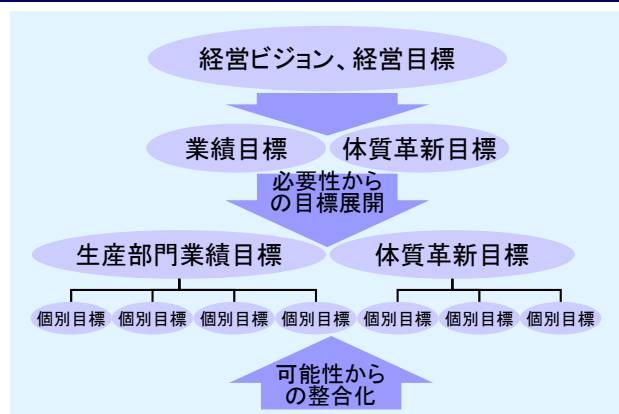 経営ビジョン、経営目標
業績目標
体質革新目標
必要性から
の目標展開
生産部門業績目標
体質革新目標
個別目標
個別目標
個別目標
個別目標
個別目標
個別目標
個別目標
可能性から
の整合化